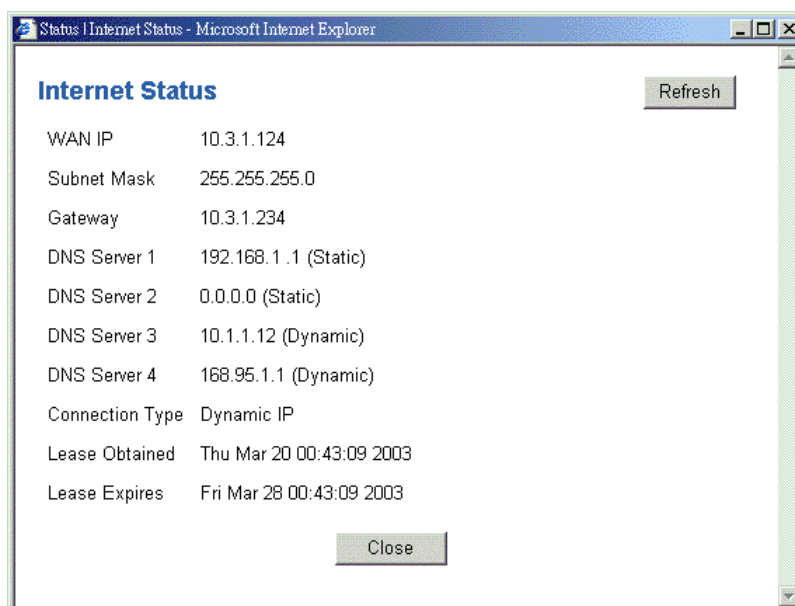 Status | Internet Status - Microsoft Internet Explorer
Internet Status
Refresh
WAN IP 10.3.1.124
Subnet Mask 255.255.255.0
Gateway 10.3.1.234
DNS Server 1 192.168.1 .1 (Static)
DNS Server 2 0.0.0.0 (Static)
DNS Server 3 10.1.1.12 (Dynamic)
DNS Server 4 168.95.1.1 (Dynamic)
Connection Type Dynamic IP
Lease Obtained Thu Mar 20 00:43:09 2003
Lease Expires Fri Mar 28 00:43:09 2003
Close